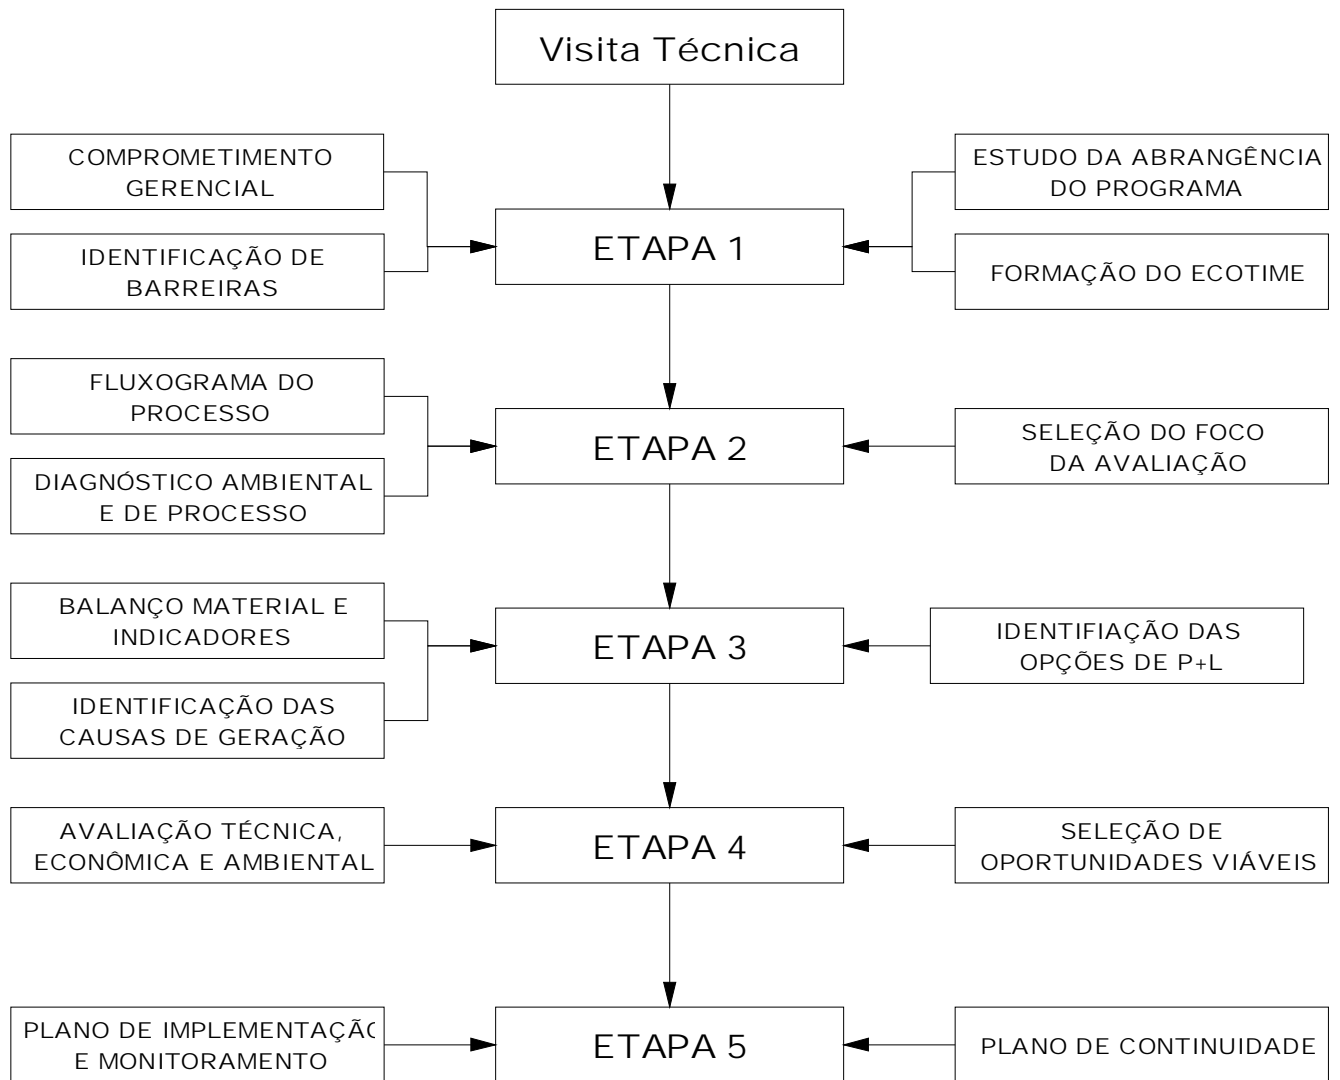 Visita Técnica
COMPROMETIMENTO
GERENCIAL
ESTUDO DA ABRANGÊNCIA
DO PROGRAMA
ETAPA 1
IDENTIFICAÇÃO DE
BARREIRAS
FORMAÇÃO DO ECOTIME
FLUXOGRAMA DO
PROCESSO
ETAPA 2
SELEÇÃO DO FOCO
DA AVALIAÇÃO
DIAGNÓSTICO AMBIENTAL
E DE PROCESSO
BALANÇO MATERIAL E
INDICADORES
ETAPA 3
IDENTIFIAÇÃO DAS
OPÇÕES DE P+L
IDENTIFICAÇÃO DAS
CAUSAS DE GERAÇÃO
AVALIAÇÃO TÉCNICA,
ECONÔMICA E AMBIENTAL
ETAPA 4
SELEÇÃO DE
OPORTUNIDADES VIÁVEIS
PLANO DE IMPLEMENTAÇÃO
E MONITORAMENTO
ETAPA 5
PLANO DE CONTINUIDADE